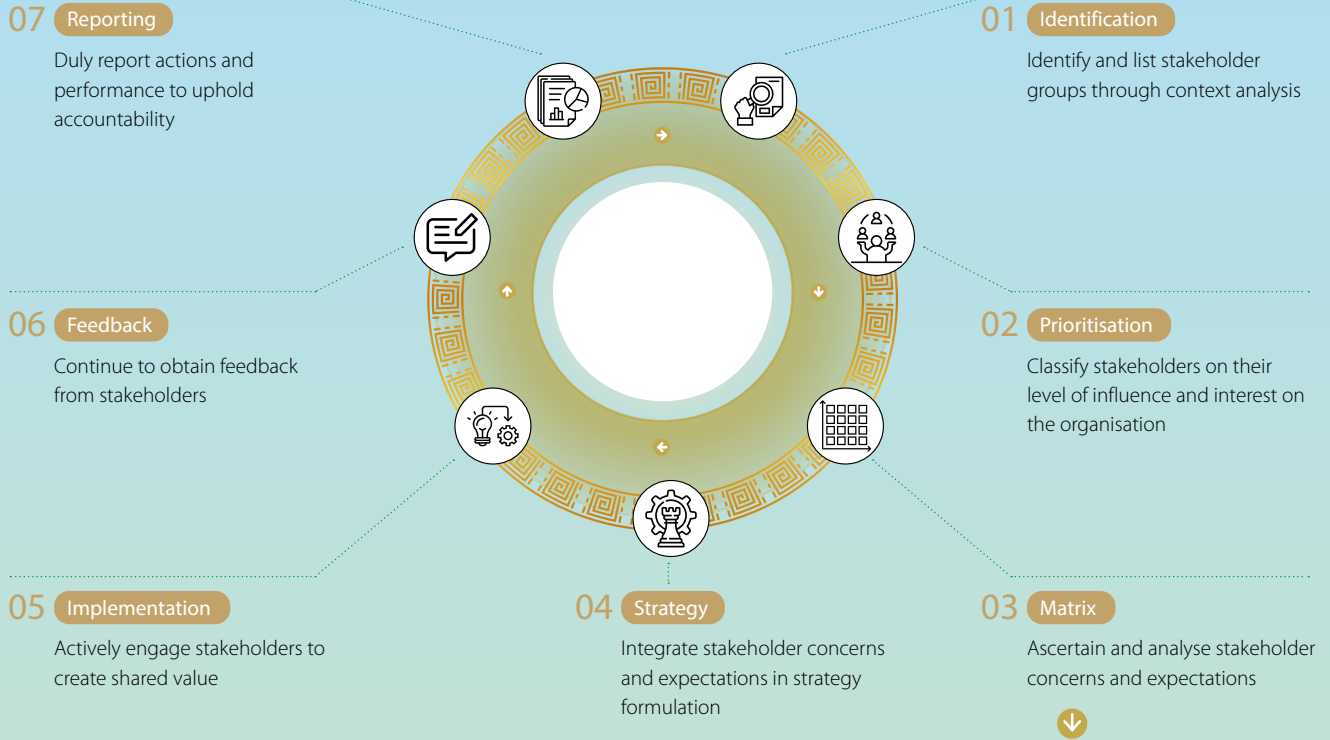 01 Identification
Identify and list stakeholder
groups through context analysis
02 Prioritisation
Classify stakeholders on their
level of influence and interest on
the organisation
03 Matrix
Ascertain and analyse stakeholder
concerns and expectations
04 Strategy
Integrate stakeholder concerns
and expectations in strategy
formulation
05 Implementation
Actively engage stakeholders to
create shared value
06 Feedback
Continue to obtain feedback
from stakeholders
07 Reporting
Duly report actions and
performance to uphold
accountability